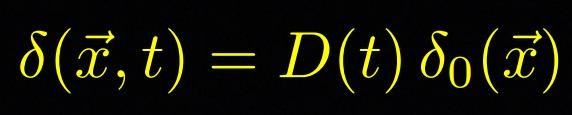 δ(x⃗, t) = D(t) δ₀(x⃗)